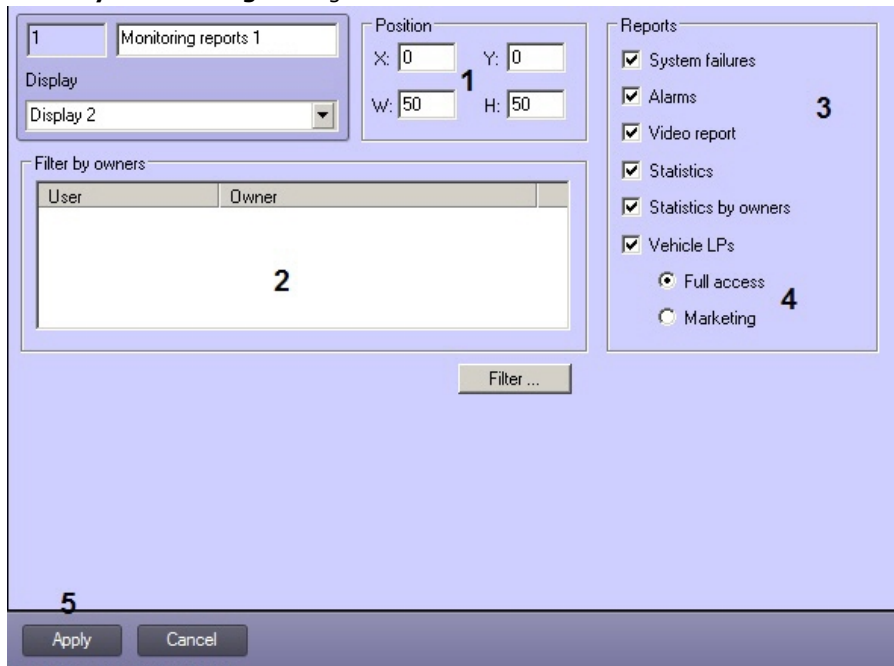 1
Monitoring reports 1
Display
Display 2
Position
X: 0 Y: 0
1
W: 50 H: 50
Filter by owners
User Owner
2
Filter ...
Reports
System failures
Alarms
3
Video report
Statistics
Statistics by owners
Vehicle LPs
Full access
4
Marketing
5
Apply Cancel